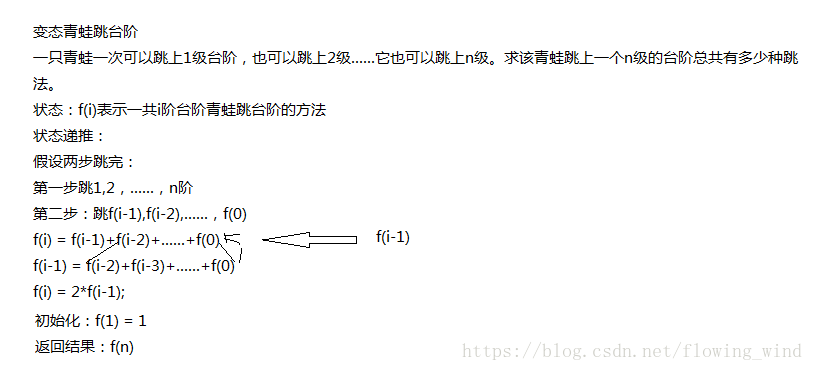 变态青蛙跳台阶
一只青蛙一次可以跳上1级台阶，也可以跳上2级……它也可以跳上n级。求该青蛙跳上一个n级的台阶总共有多少种跳
法。
状态：f(i)表示一共i阶台阶青蛙跳台阶的方法
状态递推：
假设两步跳完：
第一步跳1,2，……，n阶
第二步：跳f(i-1),f(i-2),……，f(0)
f(i) = f(i-1)+f(i-2)+……+f(0)
f(i-1)
f(i-1) = f(i-2)+f(i-3)+……+f(0)
f(i) = 2*f(i-1);
初始化：f(1) = 1
返回结果：f(n)
https://blog.csdn.net/flowing_wind